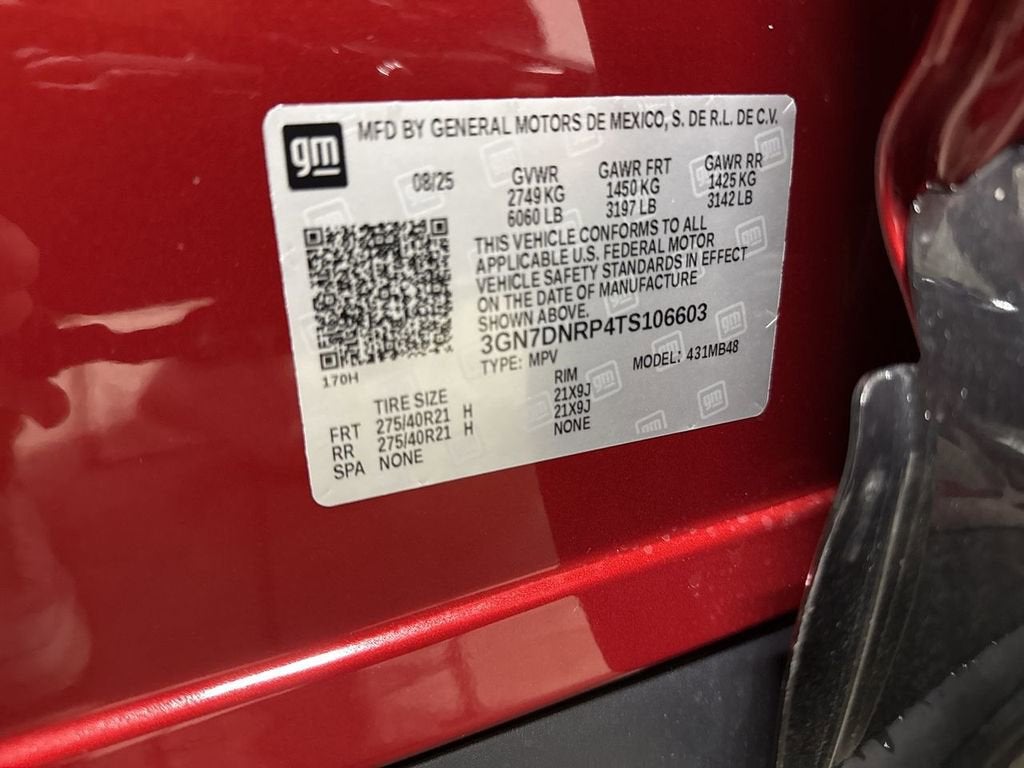 gm
MFD BY GENERAL MOTORS DE MEXICO, S. DE R.L. DE C.V.
08/25 GVWR GAWR FRT GAWR RR
2749 KG 1450 KG 1425 KG
6060 LB 3197 LB 3142 LB
THIS VEHICLE CONFORMS TO ALL
APPLICABLE U.S. FEDERAL MOTOR
VEHICLE SAFETY STANDARDS IN EFFECT
ON THE DATE OF MANUFACTURE
SHOWN ABOVE.
3GN7DNRP4TS106603
TYPE: MPV MODEL: 431MB48
170H
TIRE SIZE RIM
FRT 275/40R21 H 21X9J
RR 275/40R21 H 21X9J
SPA NONE NONE